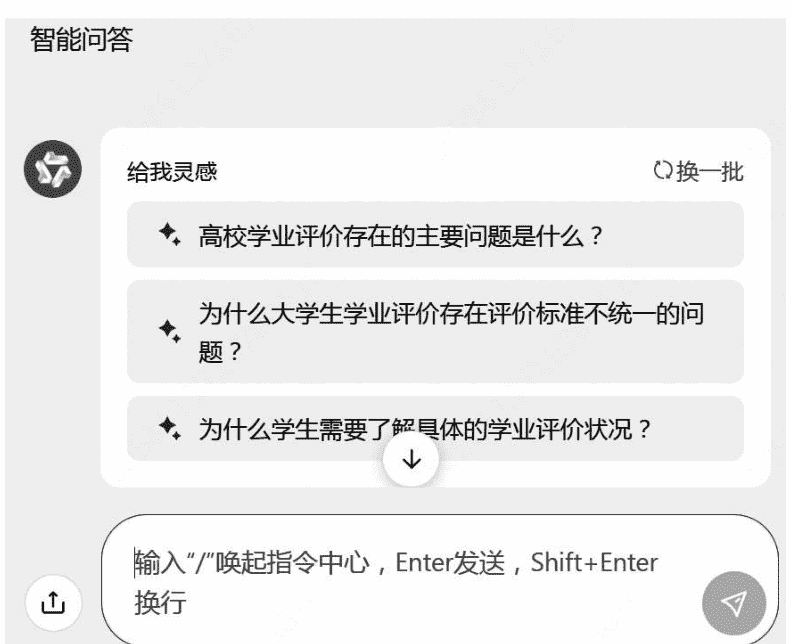 智能问答
给我灵感
换一批
高校学业评价存在的主要问题是什么？
为什么大学生学业评价存在评价标准不统一的问
题？
为什么学生需要了解具体的学业评价状况？
输入“/”唤起指令中心，Enter发送，Shift+Enter
换行